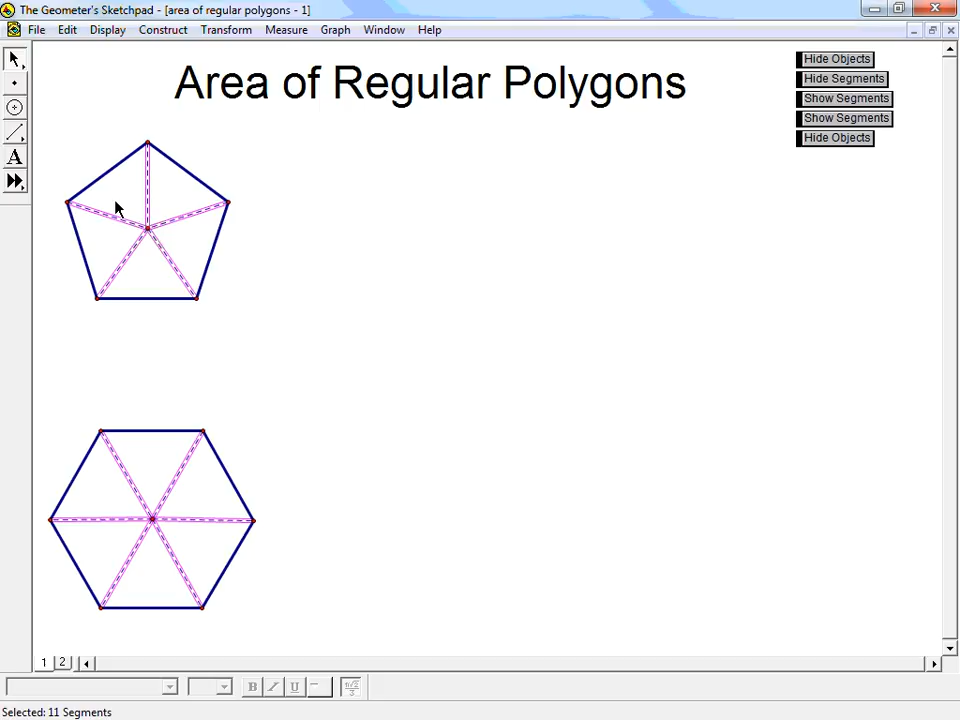 The Geometer's Sketchpad - [area of regular polygons - 1]
File Edit Display Construct Transform Measure Graph Window Help
Area of Regular Polygons
Hide Objects
Hide Segments
Show Segments
Show Segments
Hide Objects
A
1 2
B I U
Selected: 11 Segments